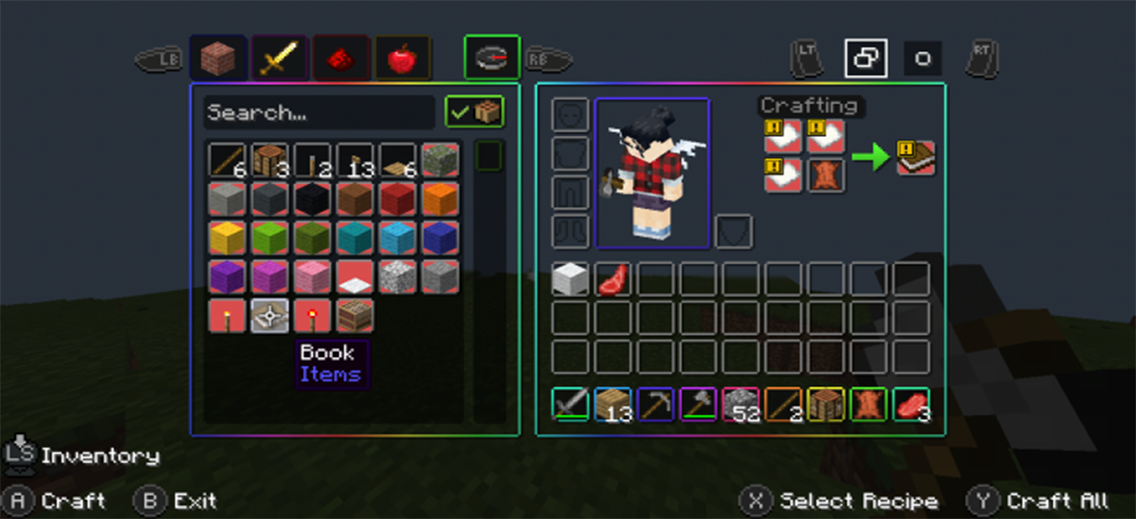 LB
RB
LT
RT
Search...
Crafting
6
3
2
13
6
Book
Items
13
52
2
3
LS Inventory
A Craft
B Exit
X Select Recipe
Y Craft All